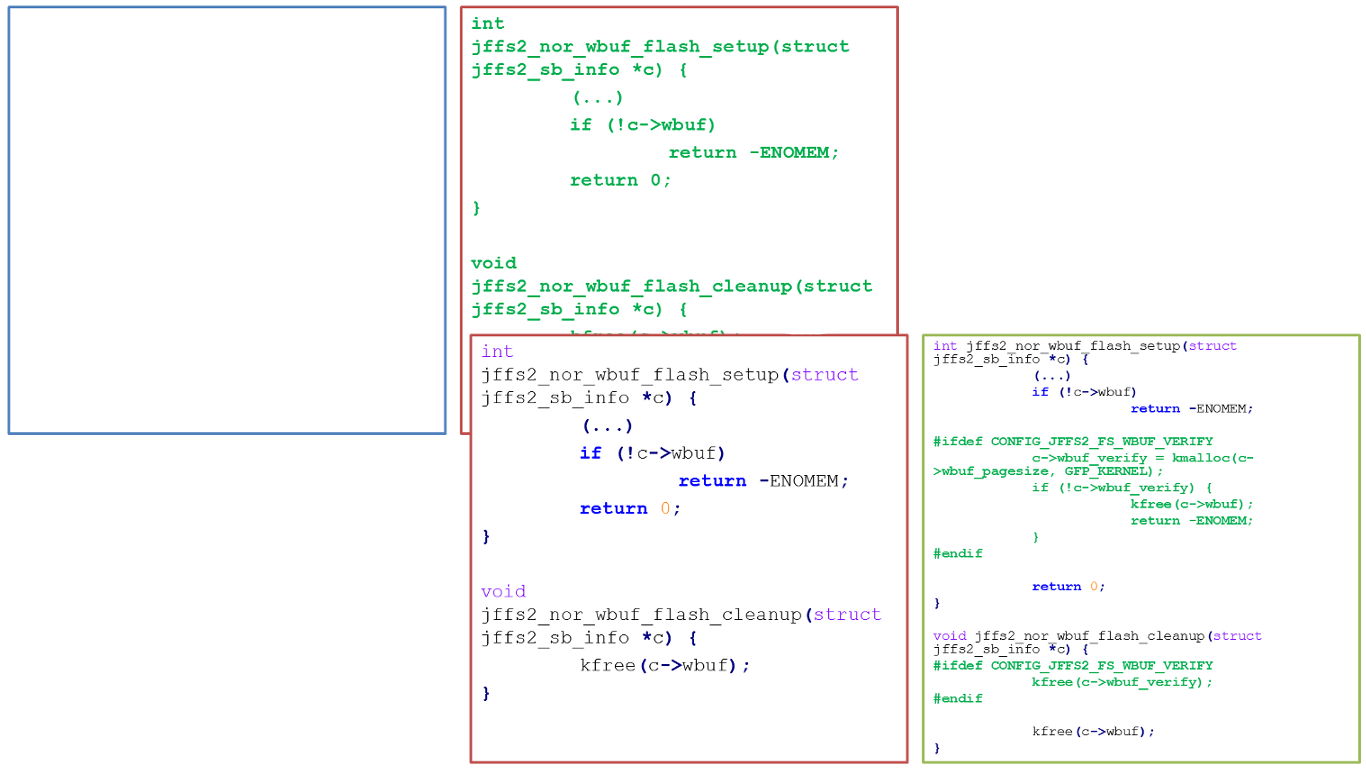 int
jffs2_nor_wbuf_flash_setup(struct
jffs2_sb_info *c) {
(...)
if (!c->wbuf)
return -ENOMEM;
return 0;
}
void
jffs2_nor_wbuf_flash_cleanup(struct
jffs2_sb_info *c) {
kfree(c->wbuf);
int
jffs2_nor_wbuf_flash_setup(struct
jffs2_sb_info *c) {
(...)
if (!c->wbuf)
return -ENOMEM;
return 0;
}
void
jffs2_nor_wbuf_flash_cleanup(struct
jffs2_sb_info *c) {
kfree(c->wbuf);
}
int jffs2_nor_wbuf_flash_setup(struct
jffs2_sb_info *c) {
(...)
if (!c->wbuf)
return -ENOMEM;
#ifdef CONFIG_JFFS2_FS_WBUF_VERIFY
c->wbuf_verify = kmalloc(c-
>wbuf_pagesize, GFP_KERNEL);
if (!c->wbuf_verify) {
kfree(c->wbuf);
return -ENOMEM;
}
#endif
return 0;
}
void jffs2_nor_wbuf_flash_cleanup(struct
jffs2_sb_info *c) {
#ifdef CONFIG_JFFS2_FS_WBUF_VERIFY
kfree(c->wbuf_verify);
#endif
kfree(c->wbuf);
}